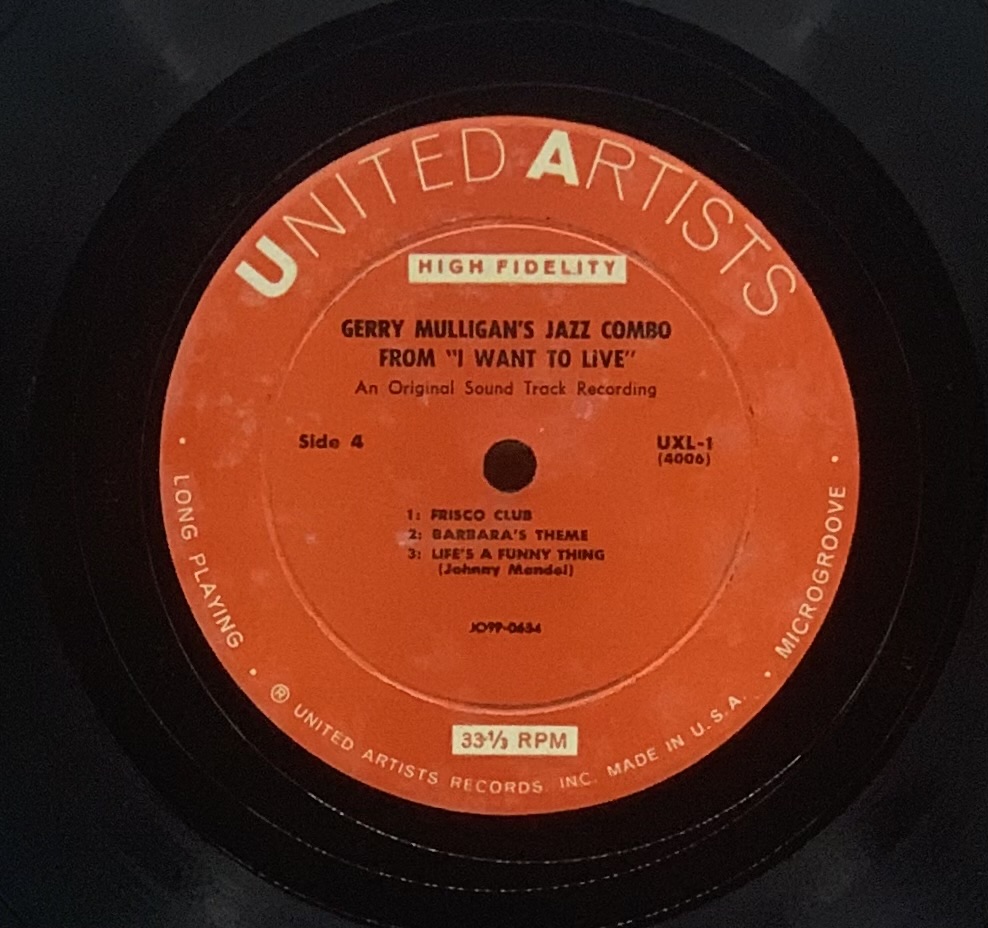 UNITED ARTISTS
HIGH FIDELITY
GERRY MULLIGAN'S JAZZ COMBO
FROM "I WANT TO LiVE"
An Original Sound Track Recording
Side 4
UXL-1
(4006)
1: FRISCO CLUB
2: BARBARA'S THEME
3: LIFE'S A FUNNY THING
(Johnny Mandel)
JO9P-0634
33⅓ RPM
• LONG PLAYING • ® UNITED ARTISTS RECORDS, INC. MADE IN U.S.A. • MICROGROOVE •